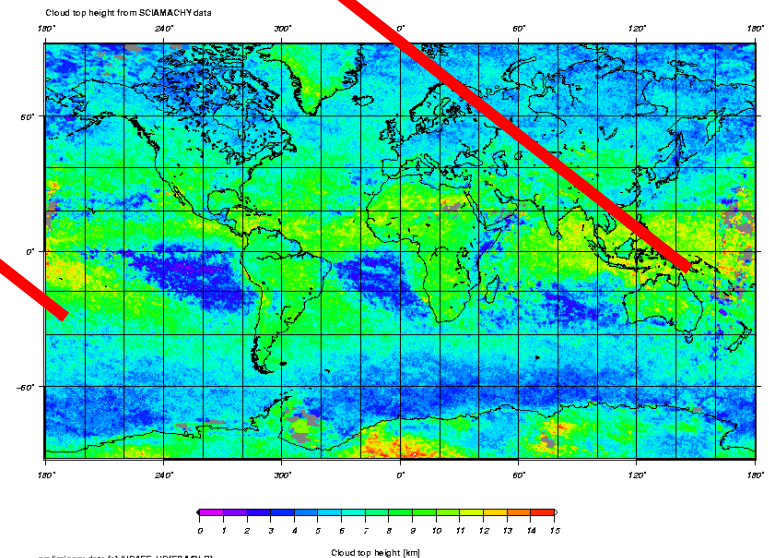 Cloud top height from SCIAMACHY data
180° 240° 300° 0° 60° 120° 180°
60°
0°
-60°
180° 240° 300° 0° 60° 120° 180°
0 1 2 3 4 5 6 7 8 9 10 11 12 13 14 15
Cloud top height [km]